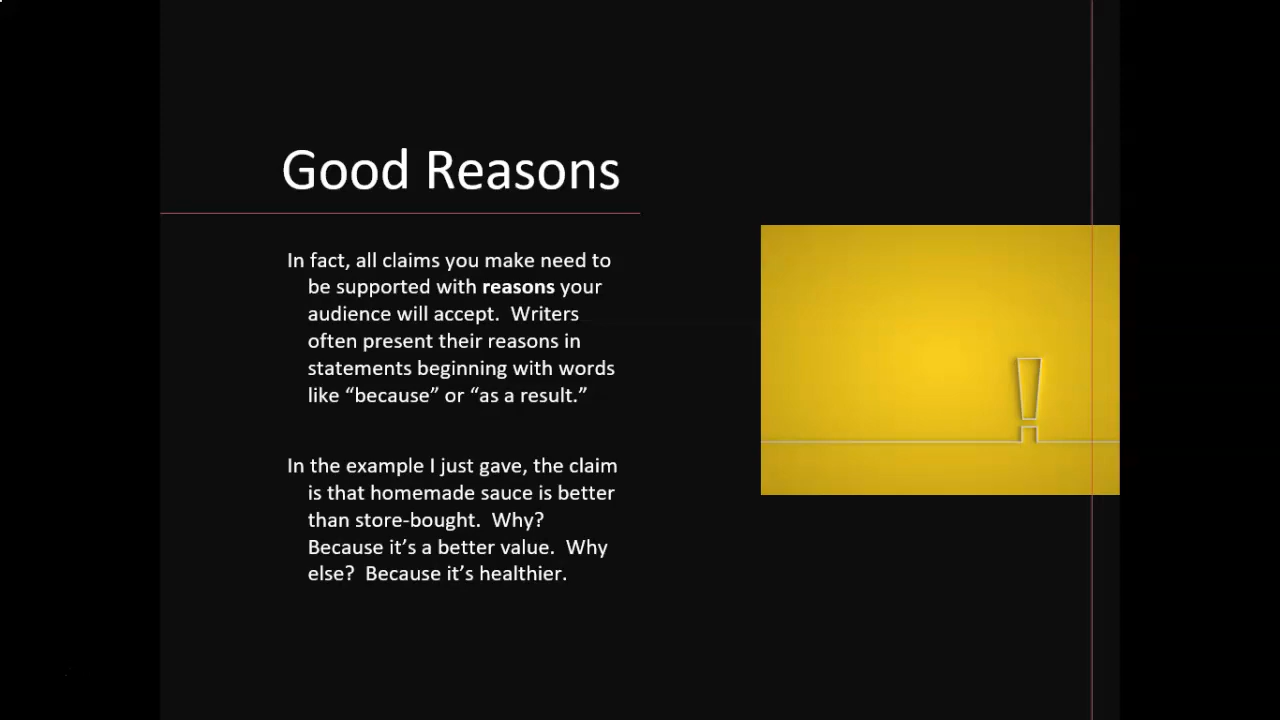 Good Reasons
In fact, all claims you make need to
be supported with reasons your
audience will accept.  Writers
often present their reasons in
statements beginning with words
like “because” or “as a result.”
In the example I just gave, the claim
is that homemade sauce is better
than store-bought.  Why?
Because it’s a better value.  Why
else?  Because it’s healthier.
!